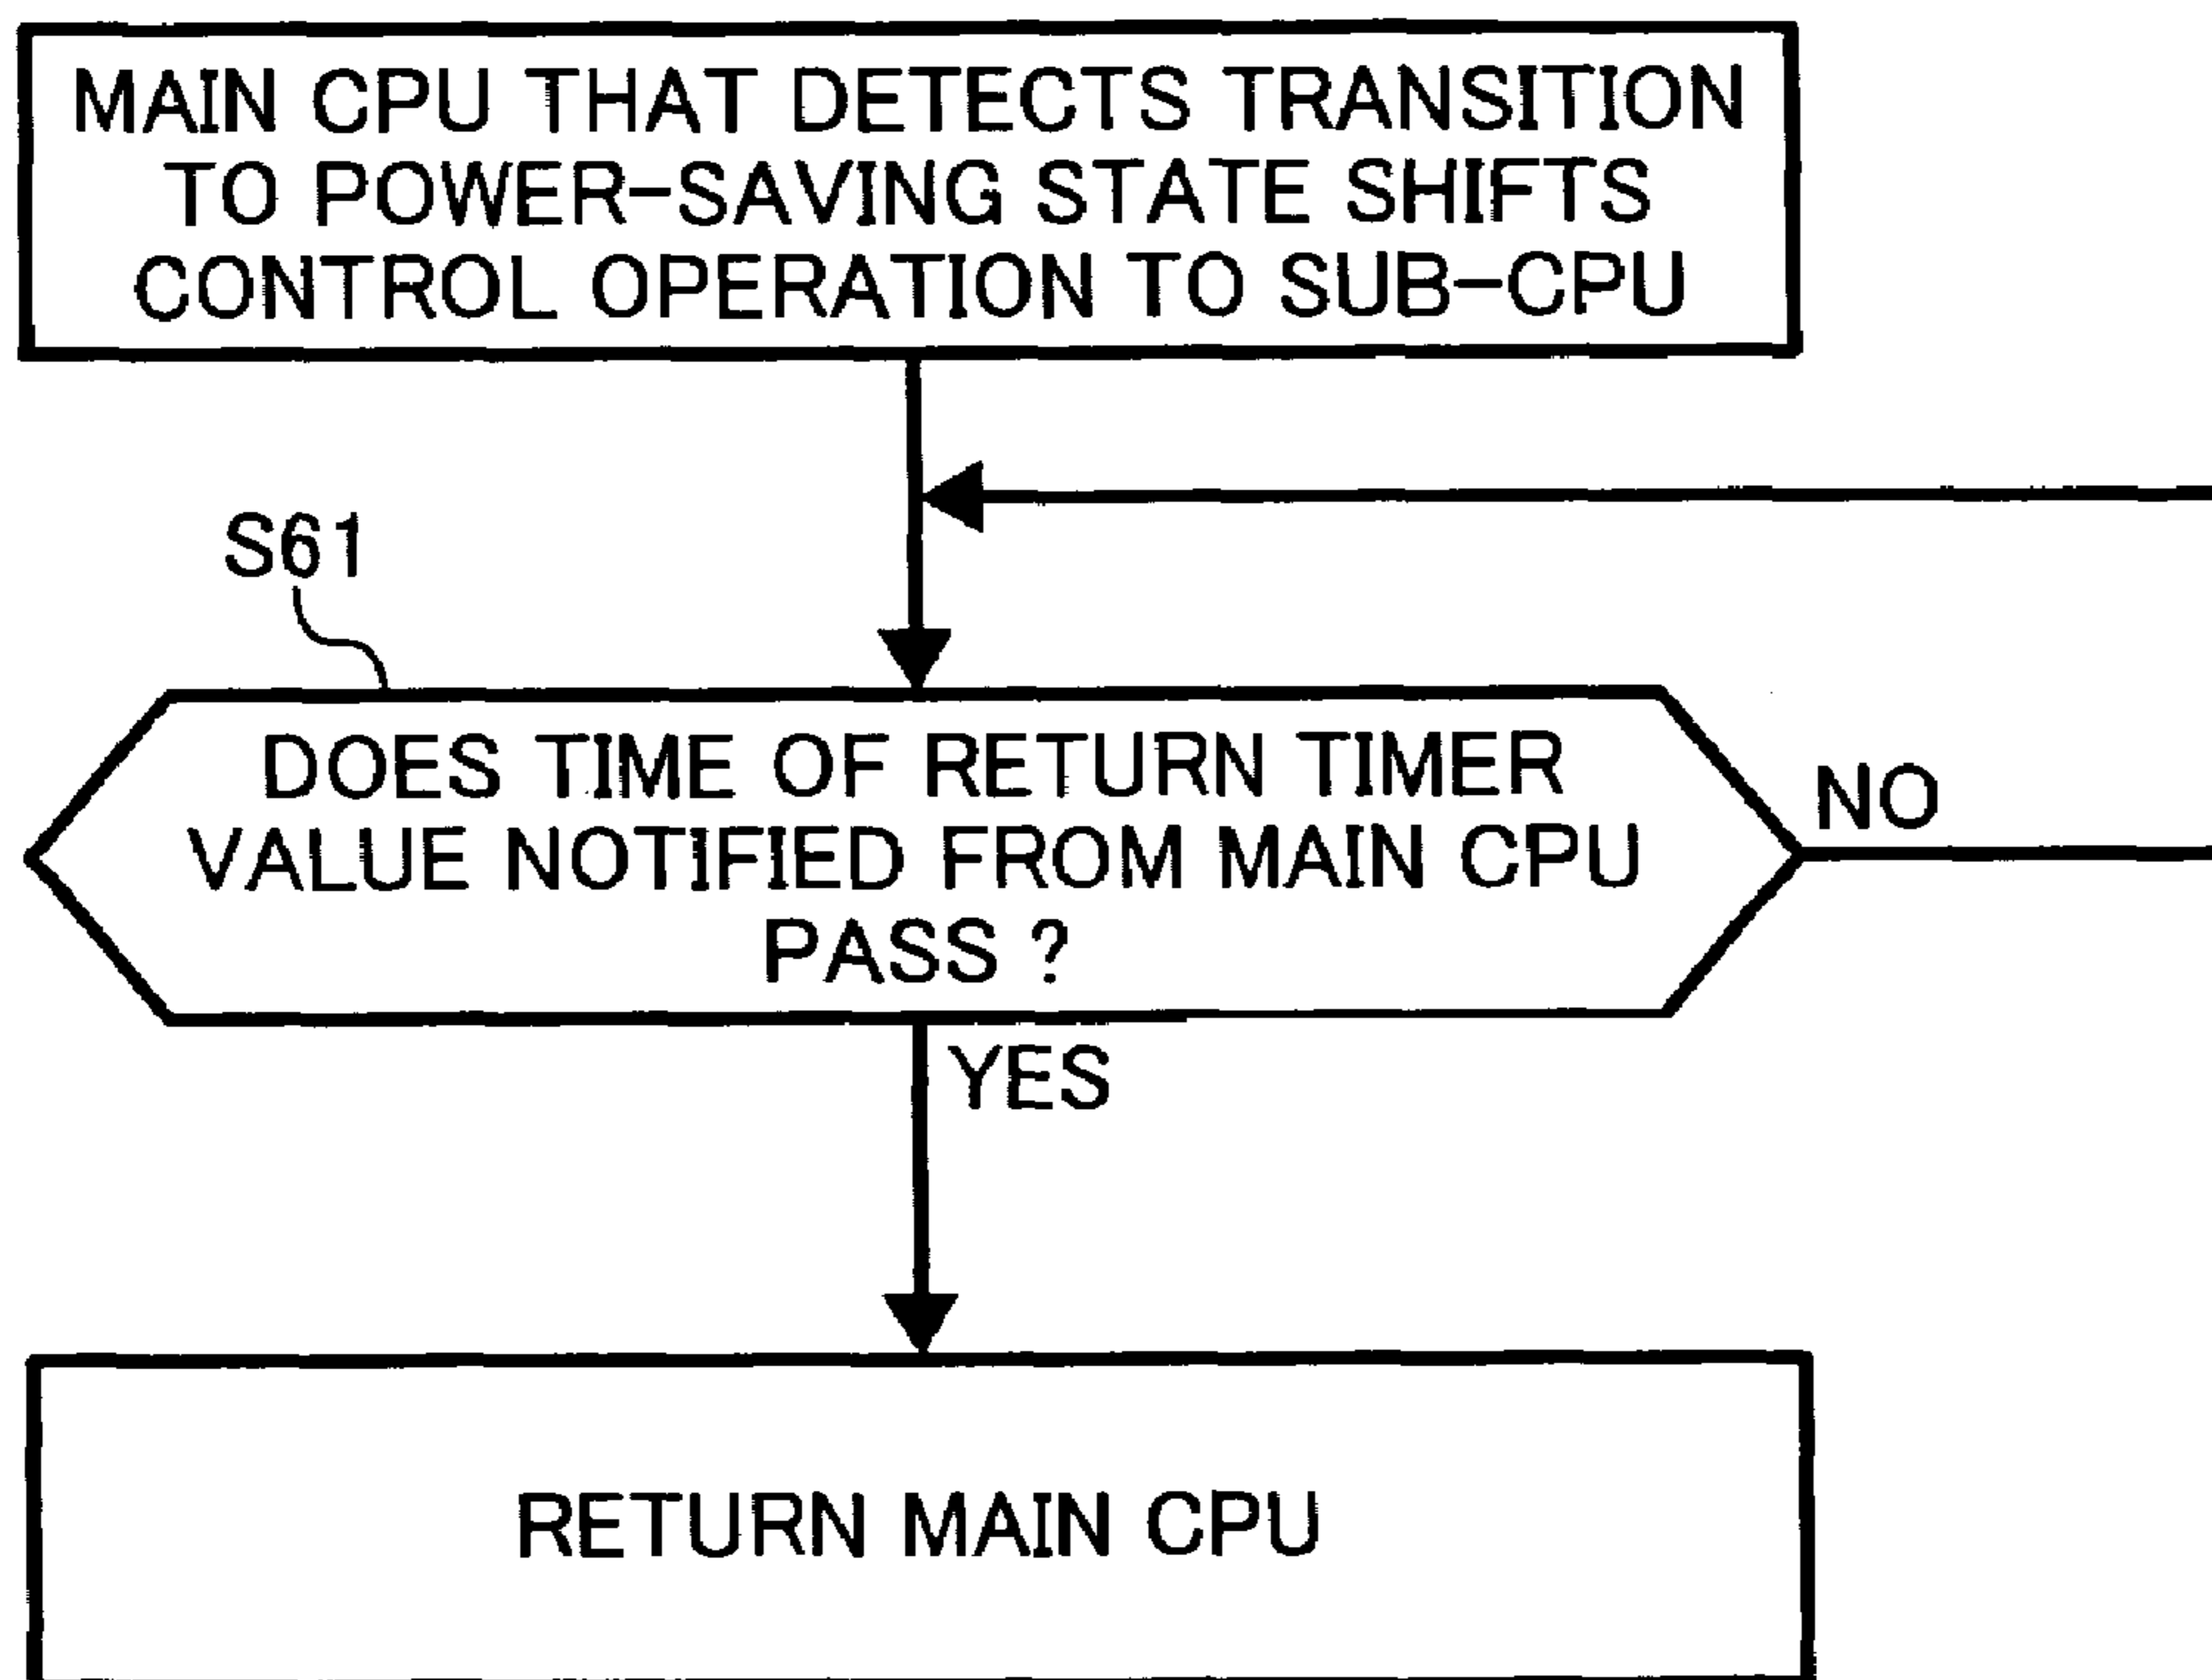 MAIN CPU THAT DETECTS TRANSITION
TO POWER-SAVING STATE SHIFTS
CONTROL OPERATION TO SUB-CPU
S61
DOES TIME OF RETURN TIMER
VALUE NOTIFIED FROM MAIN CPU
PASS ?
NO
YES
RETURN MAIN CPU